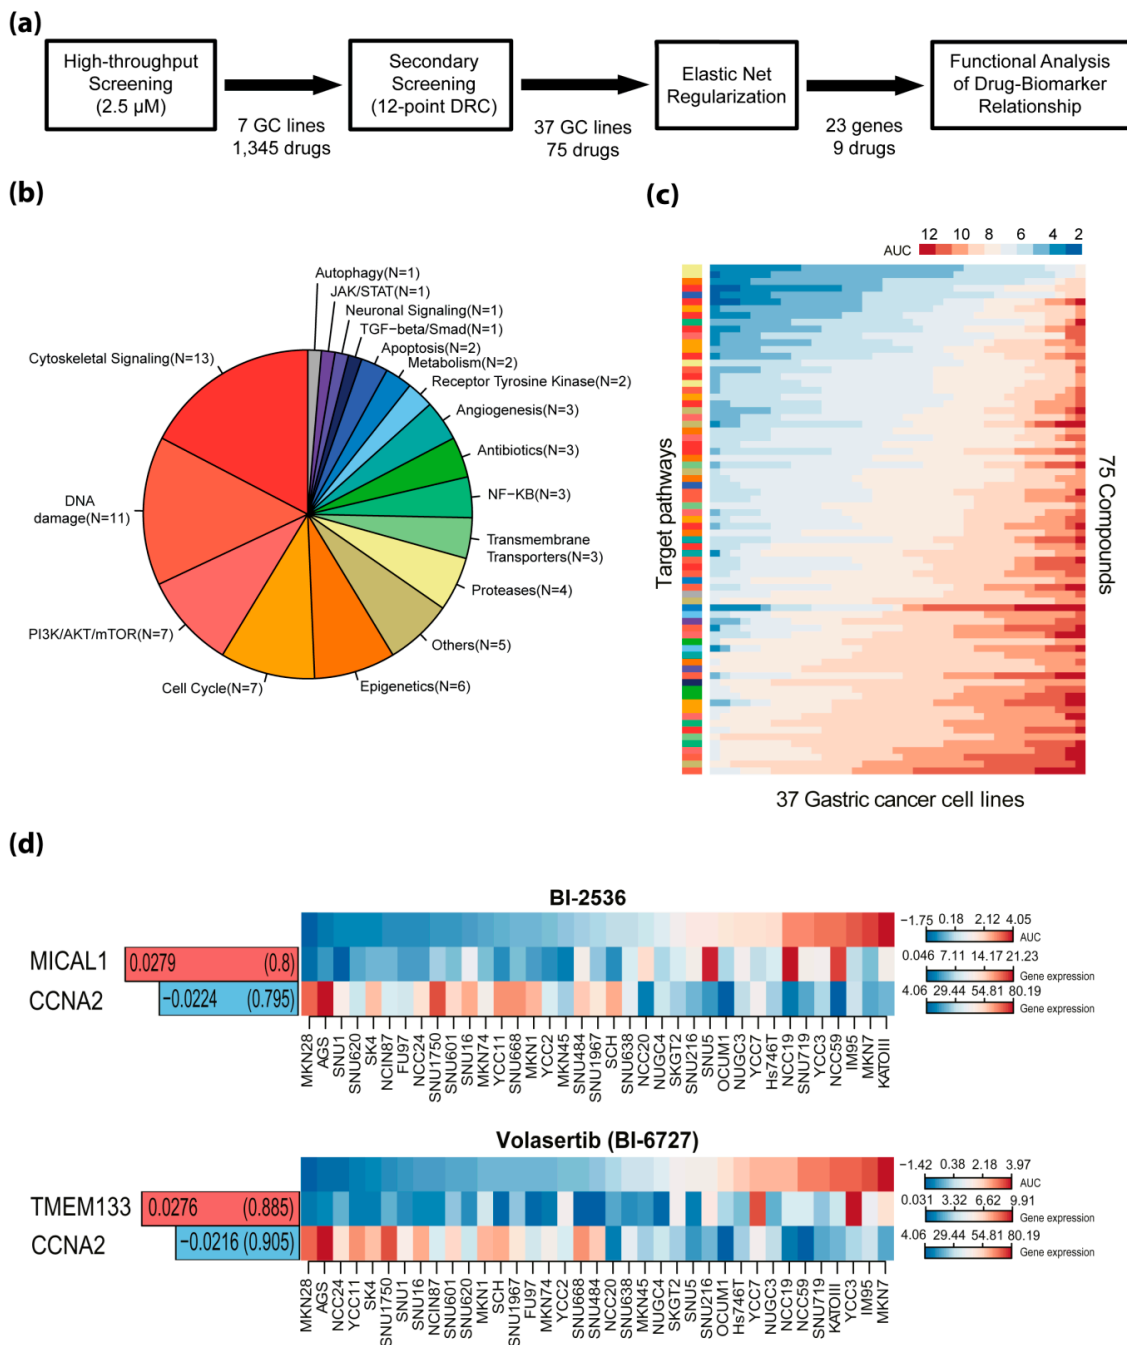 (a)
High-throughput
Screening
(2.5 µM)
7 GC lines
1,345 drugs
Secondary
Screening
(12-point DRC)
37 GC lines
75 drugs
Elastic Net
Regularization
23 genes
9 drugs
Functional Analysis
of Drug-Biomarker
Relationship
(b)
Autophagy(N=1)
JAK/STAT(N=1)
Neuronal Signaling(N=1)
TGF−beta/Smad(N=1)
Apoptosis(N=2)
Metabolism(N=2)
Receptor Tyrosine Kinase(N=2)
Angiogenesis(N=3)
Antibiotics(N=3)
NF−KB(N=3)
Transmembrane
Transporters(N=3)
Proteases(N=4)
Others(N=5)
Epigenetics(N=6)
Cell Cycle(N=7)
PI3K/AKT/mTOR(N=7)
DNA
damage(N=11)
Cytoskeletal Signaling(N=13)
(c)
12 10 8 6 4 2
AUC
Target pathways
75 Compounds
37 Gastric cancer cell lines
(d)
BI-2536
MICAL1
0.0279 (0.8)
CCNA2
−0.0224 (0.795)
−1.75 0.18 2.12 4.05
AUC
0.046 7.11 14.17 21.23
Gene expression
4.06 29.44 54.81 80.19
Gene expression
MKN28
AGS
SNU1
SNU620
SK4
NCIN87
FU97
NCC24
SNU1750
SNU601
SNU16
MKN74
YCC11
SNU668
MKN1
YCC2
MKN45
SNU484
SNU1967
SCH
SNU638
NCC20
NUGC4
SKGT2
SNU216
SNU5
OCUM1
NUGC3
YCC7
Hs746T
NCC19
SNU719
YCC3
NCC59
IM95
MKN7
KATOIII
Volasertib (BI-6727)
TMEM133
0.0276 (0.885)
CCNA2
−0.0216 (0.905)
−1.42 0.38 2.18 3.97
AUC
0.031 3.32 6.62 9.91
Gene expression
4.06 29.44 54.81 80.19
Gene expression
MKN28
AGS
NCC24
YCC11
SK4
SNU1750
SNU1
SNU16
NCIN87
SNU601
SNU620
MKN1
SCH
SNU1967
FU97
MKN74
YCC2
SNU668
SNU484
NCC20
SNU638
MKN45
NUGC4
SKGT2
SNU5
SNU216
OCUM1
Hs746T
YCC7
NUGC3
NCC19
NCC59
SNU719
KATOIII
YCC3
IM95
MKN7